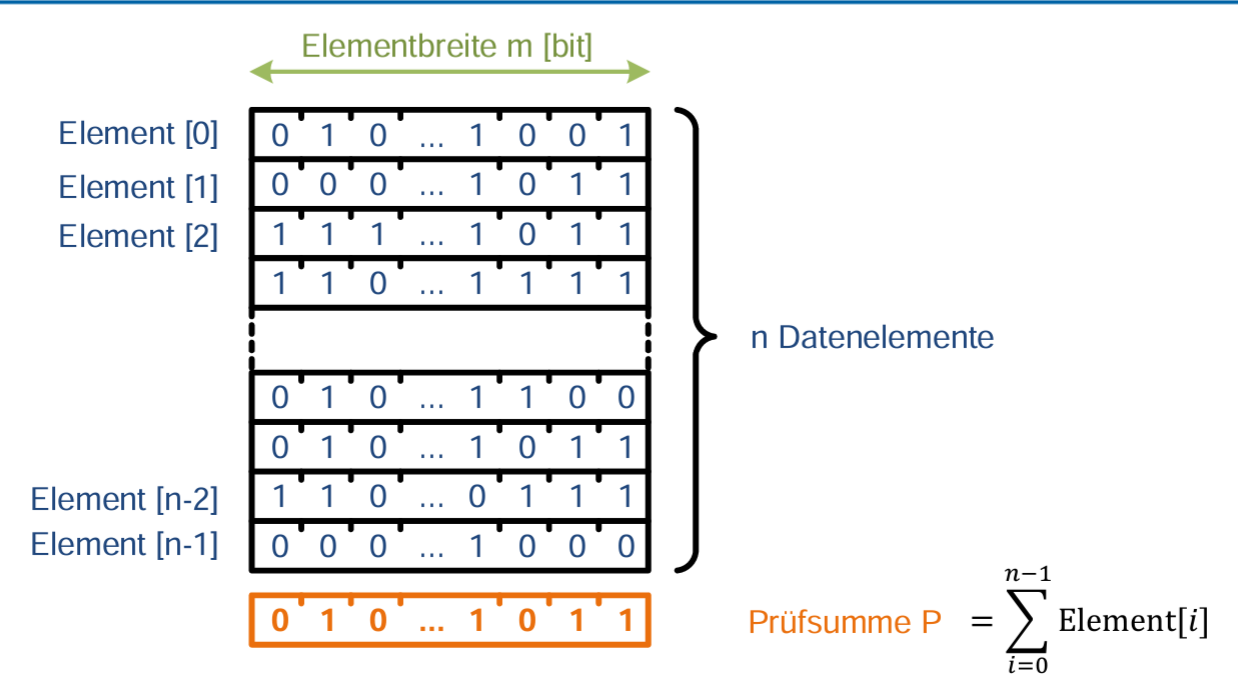 Elementbreite m [bit]
Element [0] 0 1 0 ... 1 0 0 1
Element [1] 0 0 0 ... 1 0 1 1
Element [2] 1 1 1 ... 1 0 1 1
1 1 0 ... 1 1 1 1
n Datenelemente
0 1 0 ... 1 1 0 0
0 1 0 ... 1 0 1 1
Element [n-2] 1 1 0 ... 0 1 1 1
Element [n-1] 0 0 0 ... 1 0 0 0
0 1 0 ... 1 0 1 1
Prüfsumme P = ∑_{i=0}^{n−1} Element[i]